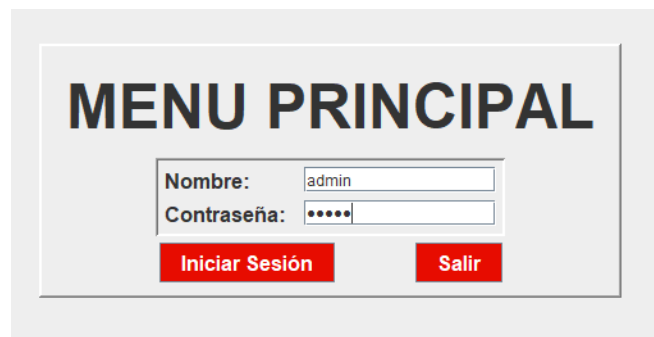 MENU PRINCIPAL
Nombre: admin
Contraseña: •••••
Iniciar Sesión Salir